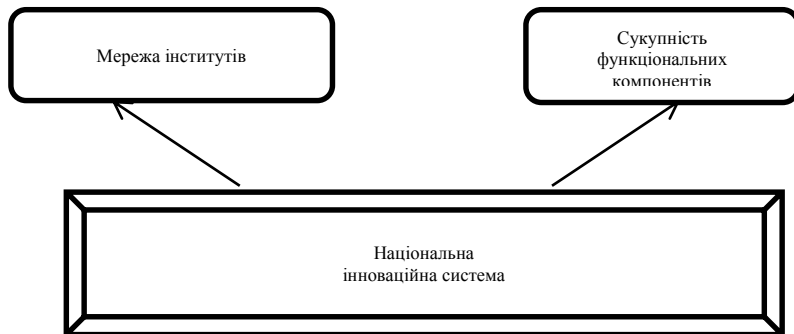 Мережа інститутів
Сукупність
функціональних
компонентів
Національна
інноваційна система